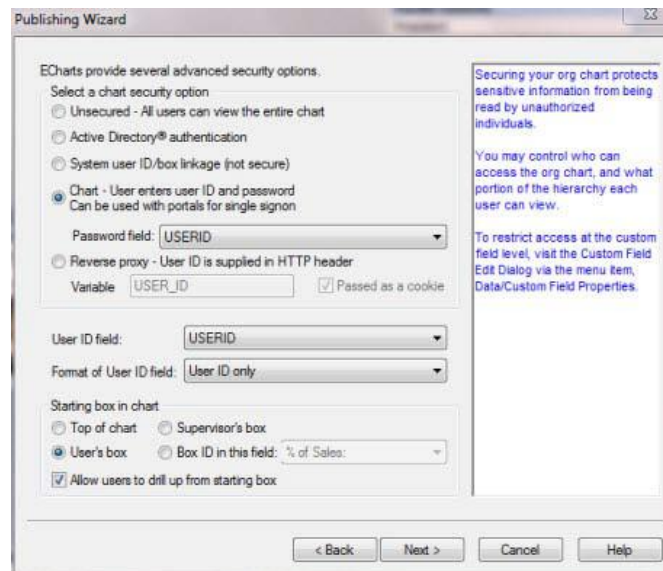 Publishing Wizard
ECharts provide several advanced security options.
Select a chart security option
Unsecured - All users can view the entire chart
Active Directory® authentication
System user ID/box linkage (not secure)
Chart - User enters user ID and password
Can be used with portals for single signon
Password field: USERID
Reverse proxy - User ID is supplied in HTTP header
Variable USER_ID Passed as a cookie
User ID field: USERID
Format of User ID field: User ID only
Starting box in chart
Top of chart Supervisor's box
User's box Box ID in this field: % of Sales:
Allow users to drill up from starting box
Securing your org chart protects
sensitive information from being
read by unauthorized
individuals.
You may control who can
access the org chart, and what
portion of the hierarchy each
user can view.
To restrict access at the custom
field level, visit the Custom Field
Edit Dialog via the menu item,
Data/Custom Field Properties.
< Back Next > Cancel Help